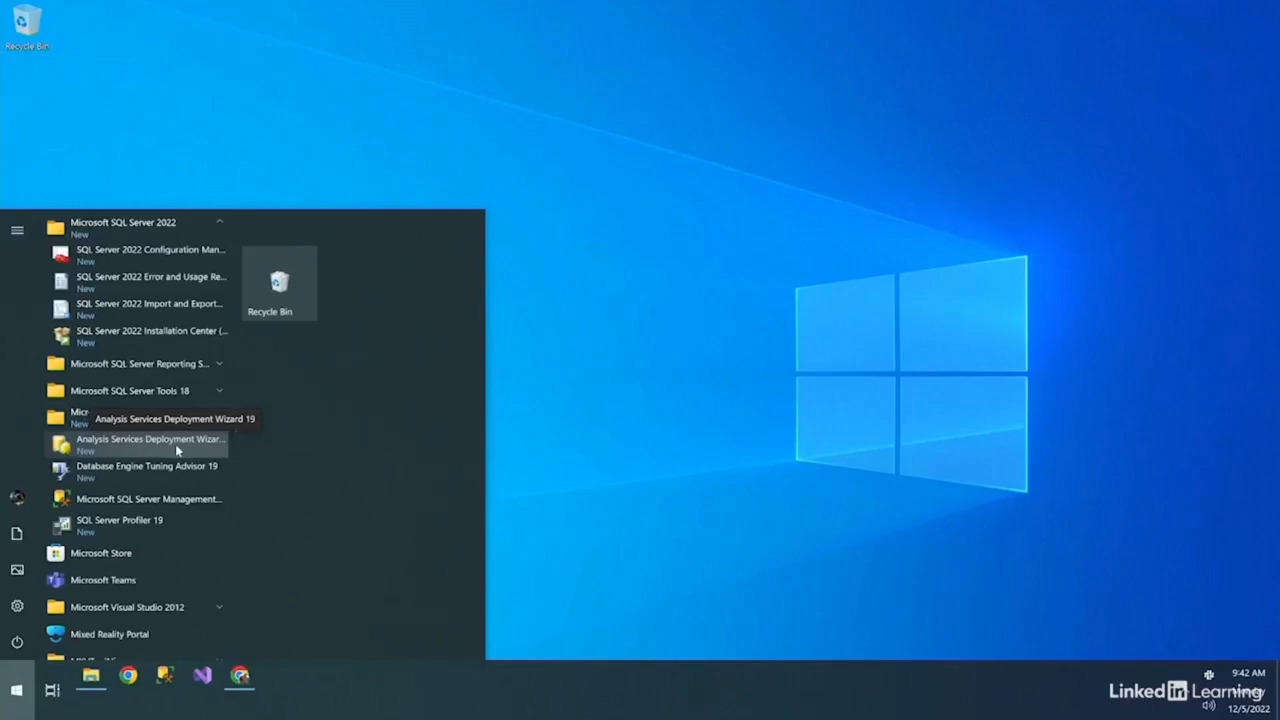 Recycle Bin
Microsoft SQL Server 2022
New
SQL Server 2022 Configuration Man...
New
SQL Server 2022 Error and Usage Re...
New
SQL Server 2022 Import and Export...
New
SQL Server 2022 Installation Center (...
New
Recycle Bin
Microsoft SQL Server Reporting S...
Microsoft SQL Server Tools 18
Micr
New
Analysis Services Deployment Wizard 19
Analysis Services Deployment Wizar...
New
Database Engine Tuning Advisor 19
New
Microsoft SQL Server Management...
SQL Server Profiler 19
New
Microsoft Store
Microsoft Teams
Microsoft Visual Studio 2012
Mixed Reality Portal
9:42 AM
LinkedIn Learning
12/5/2022